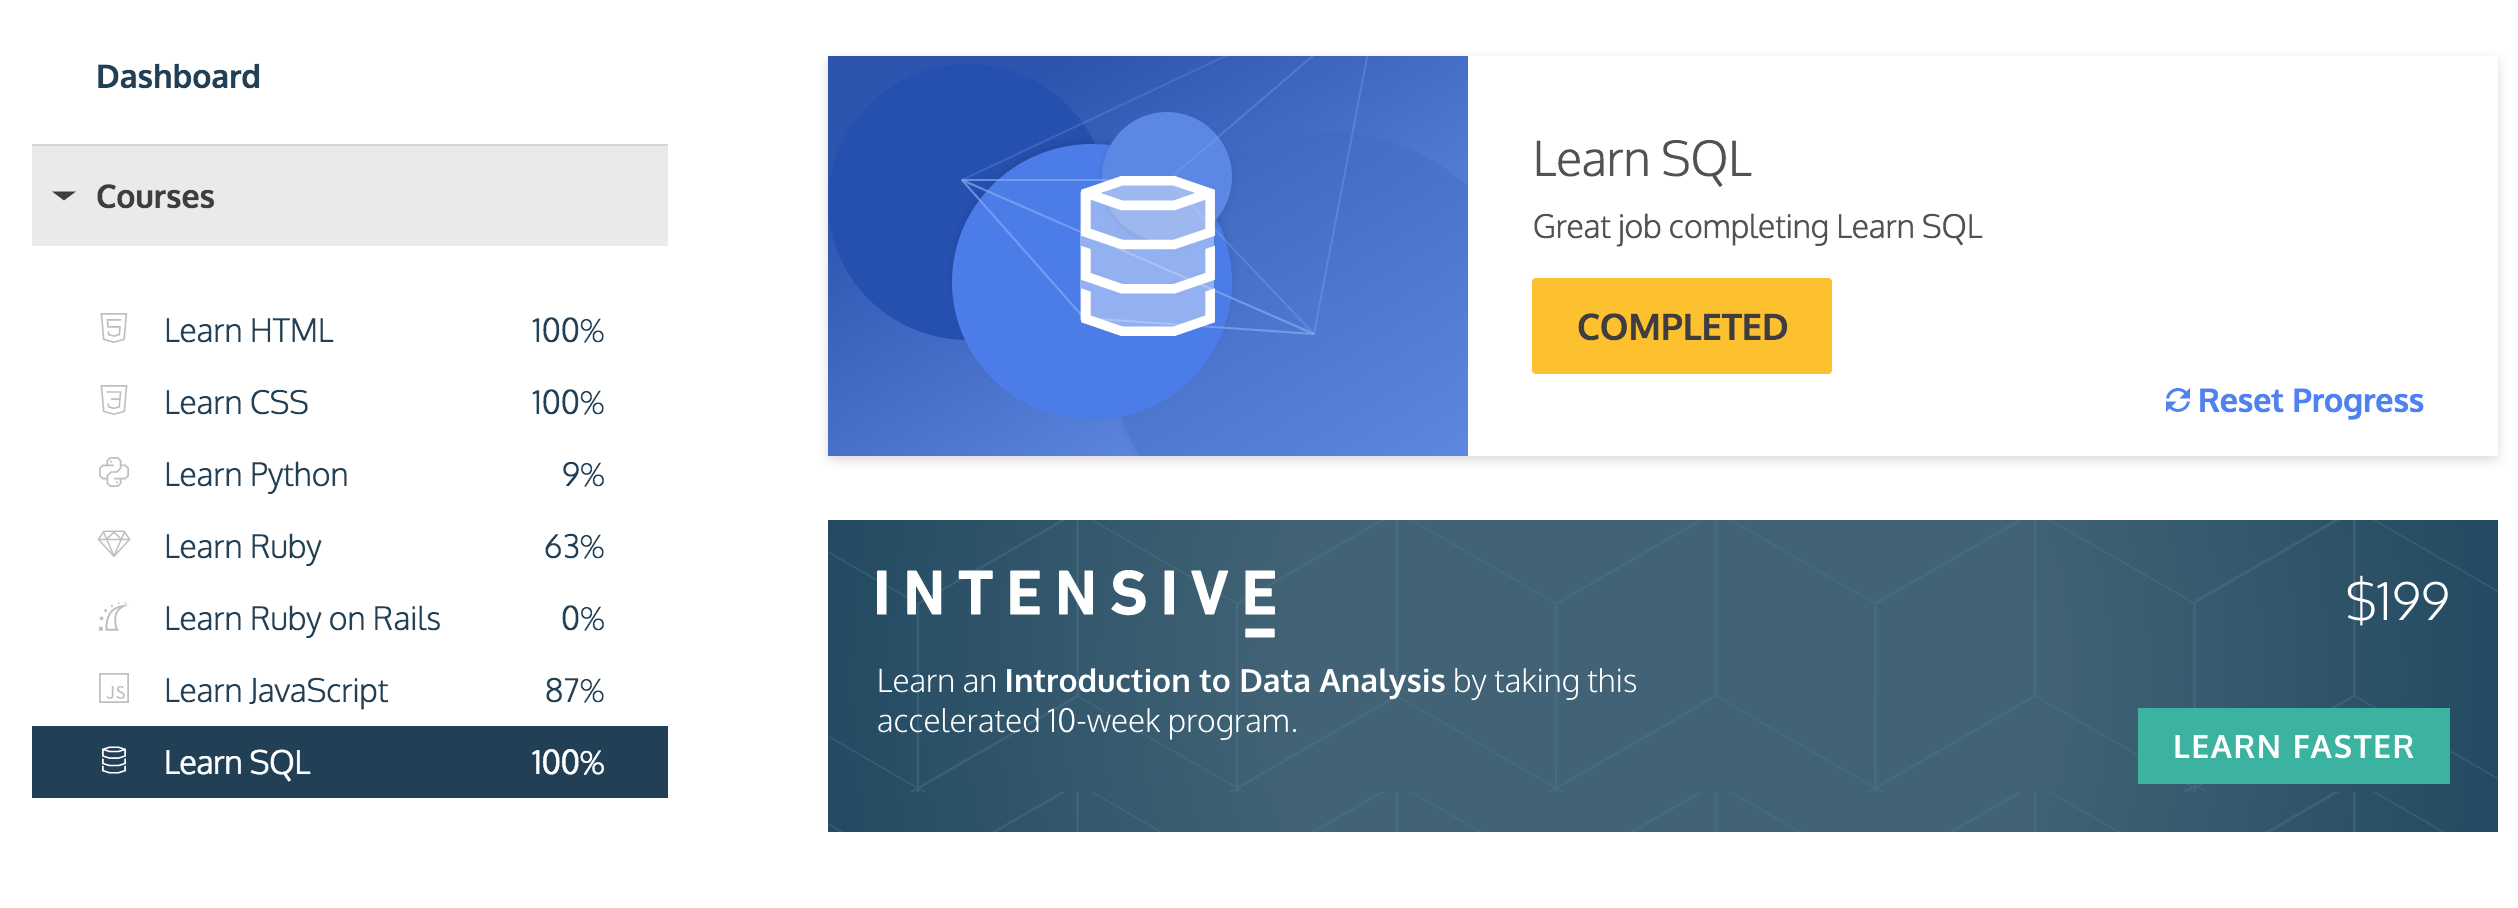 Dashboard
Courses
Learn HTML 100%
Learn CSS 100%
Learn Python 9%
Learn Ruby 63%
Learn Ruby on Rails 0%
JS Learn JavaScript 87%
Learn SQL 100%
Learn SQL
Great job completing Learn SQL
COMPLETED
Reset Progress
INTENSIVE
$199
Learn an Introduction to Data Analysis by taking this
accelerated 10-week program.
LEARN FASTER